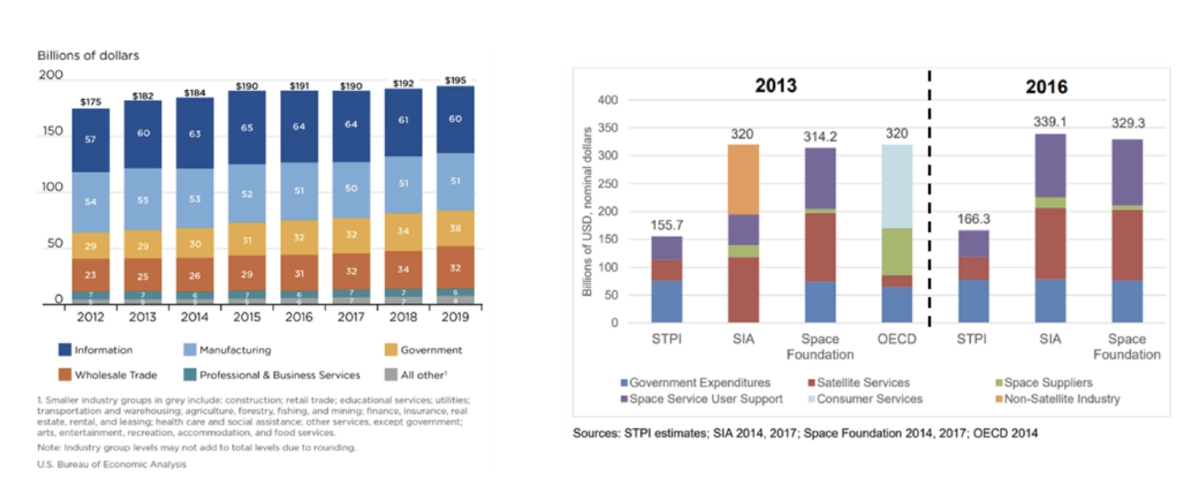 Billions of dollars
200
150
100
50
0
$175
$182
$184
$190
$191
$190
$192
$195
57 60 63 65 64 64 61 60
54 55 53 52 51 50 51 51
29 29 30 31 32 32 34 38
23 25 26 29 31 32 34 32
7 7 6 7 6 7 7 6
2012 2013 2014 2015 2016 2017 2018 2019
Information
Manufacturing
Government
Wholesale Trade
Professional & Business Services
All other¹
1. Smaller industry groups in grey include: construction; retail trade; educational services; utilities;
transportation and warehousing; agriculture, forestry, fishing, and mining; finance, insurance, real
estate, rental, and leasing; health care and social assistance; other services, except government;
arts, entertainment, recreation, accommodation, and food services.
Note: Industry group levels may not add to total levels due to rounding.
U.S. Bureau of Economic Analysis
2013
2016
Billions of USD, nominal dollars
400
350
300
250
200
150
100
50
0
155.7
320
314.2
320
166.3
339.1
329.3
STPI
SIA
Space
Foundation
OECD
STPI
SIA
Space
Foundation
Government Expenditures
Satellite Services
Space Suppliers
Space Service User Support
Consumer Services
Non-Satellite Industry
Sources: STPI estimates; SIA 2014, 2017; Space Foundation 2014, 2017; OECD 2014